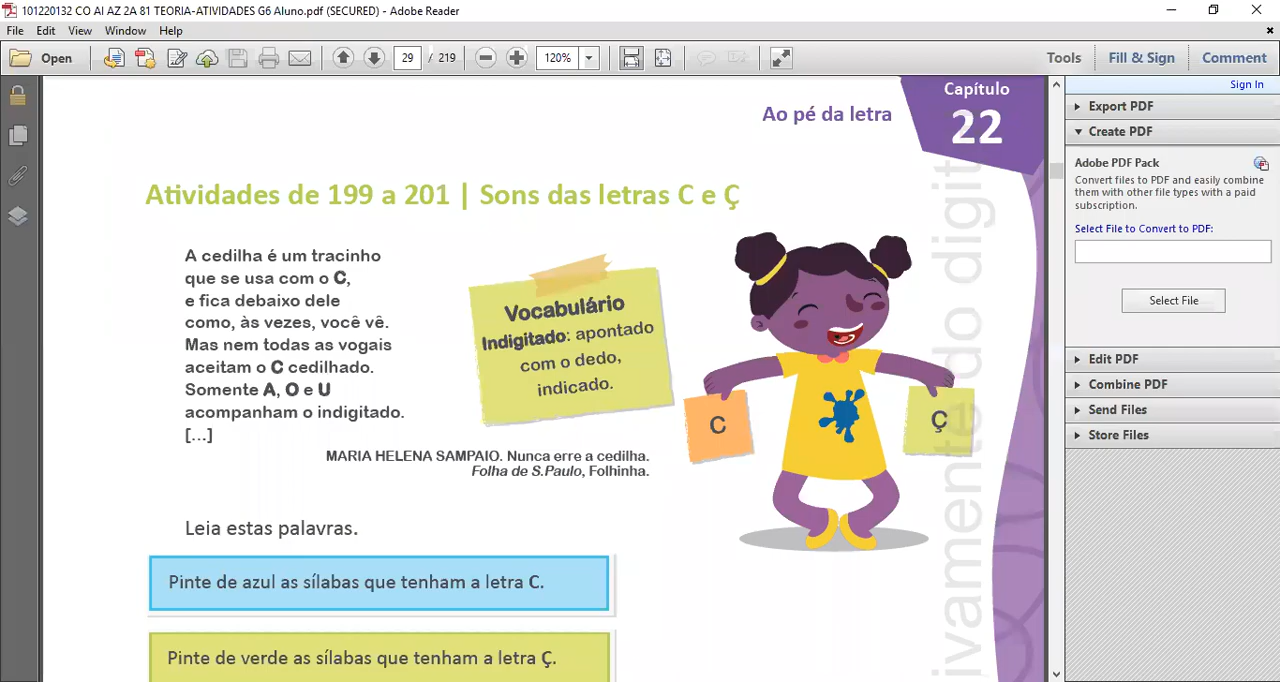 101220132 CO AI AZ 2A 81 TEORIA-ATIVIDADES G6 Aluno.pdf (SECURED) - Adobe Reader
File Edit View Window Help
Open 29 / 219 120% Tools Fill & Sign Comment
Sign In
Export PDF
Create PDF
Adobe PDF Pack
Convert files to PDF and easily combine
them with other file types with a paid
subscription.
Select File to Convert to PDF:
Select File
Edit PDF
Combine PDF
Send Files
Store Files
Ao pé da letra
Capítulo
22
Atividades de 199 a 201 | Sons das letras C e Ç
A cedilha é um tracinho
que se usa com o C,
e fica debaixo dele
como, às vezes, você vê.
Mas nem todas as vogais
aceitam o C cedilhado.
Somente A, O e U
acompanham o indigitado.
[...]
MARIA HELENA SAMPAIO. Nunca erre a cedilha.
Folha de S.Paulo, Folhinha.
Vocabulário
Indigitado: apontado
com o dedo,
indicado.
C
Ç
Leia estas palavras.
Pinte de azul as sílabas que tenham a letra C.
Pinte de verde as sílabas que tenham a letra Ç.
ivamente do digit